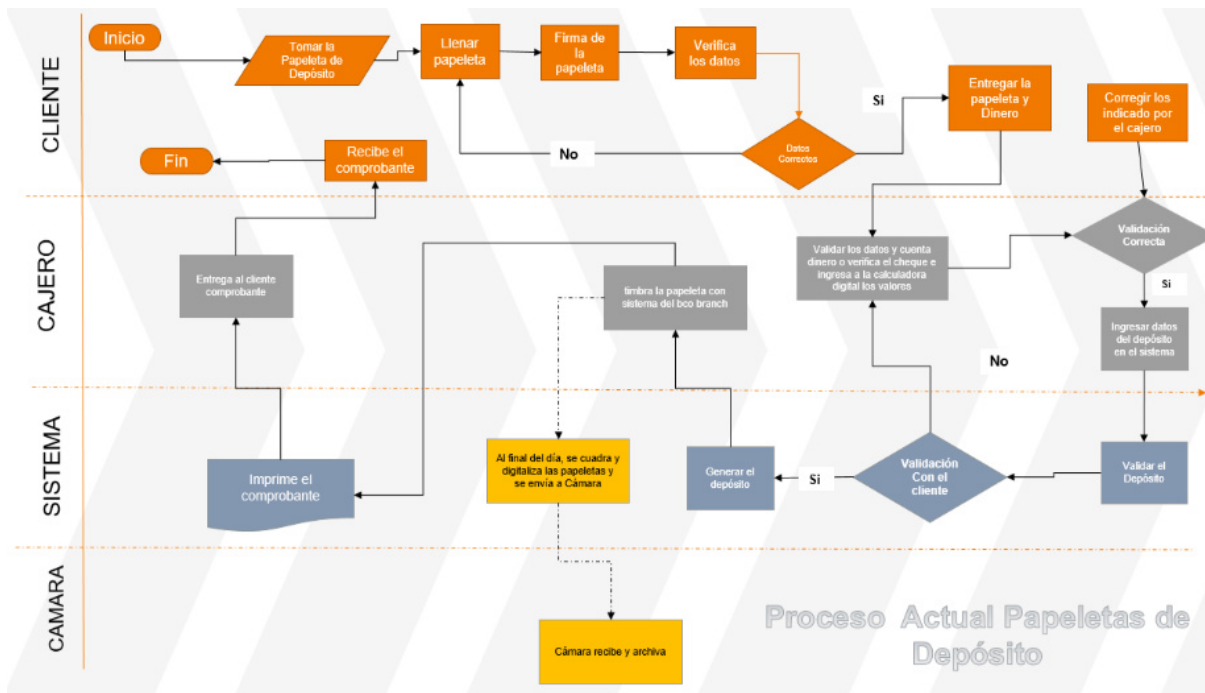 CLIENTE
Inicio
Tomar la
Papeleta de
Depósito
Llenar
papeleta
Firma de
la
papeleta
Verifica
los datos
Datos
Correctos
No
Si
Entregar la
papeleta y
Dinero
Corregir los
indicado por
el cajero
Fin
Recibe el
comprobante
CAJERO
Entrega al cliente
comprobante
timbra la papeleta con
sistema del bco branch
Validar los datos y cuenta
dinero o verifica el cheque e
ingresa a la calculadora
digital los valores
Validación
Correcta
Si
Ingresar datos
del depósito
en el sistema
No
SISTEMA
Imprime el
comprobante
Al final del día, se cuadra y
digitaliza las papeletas y
se envía a Cámara
Generar el
depósito
Si
Validación
Con el
cliente
Validar el
Depósito
CAMARA
Cámara recibe y archiva
Proceso Actual Papeletas de
Depósito